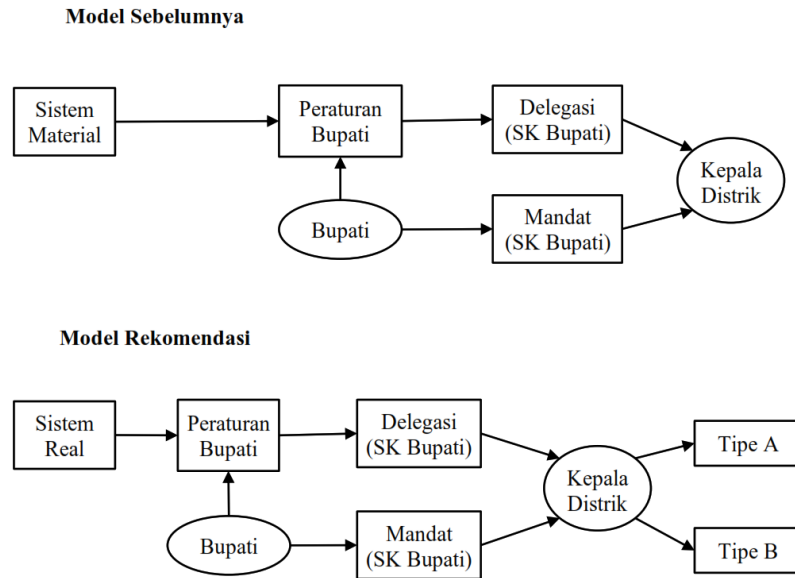 Model Sebelumnya
Sistem
Material
Peraturan
Bupati
Delegasi
(SK Bupati)
Kepala
Distrik
Bupati
Mandat
(SK Bupati)
Model Rekomendasi
Sistem
Real
Peraturan
Bupati
Delegasi
(SK Bupati)
Kepala
Distrik
Tipe A
Bupati
Mandat
(SK Bupati)
Tipe B